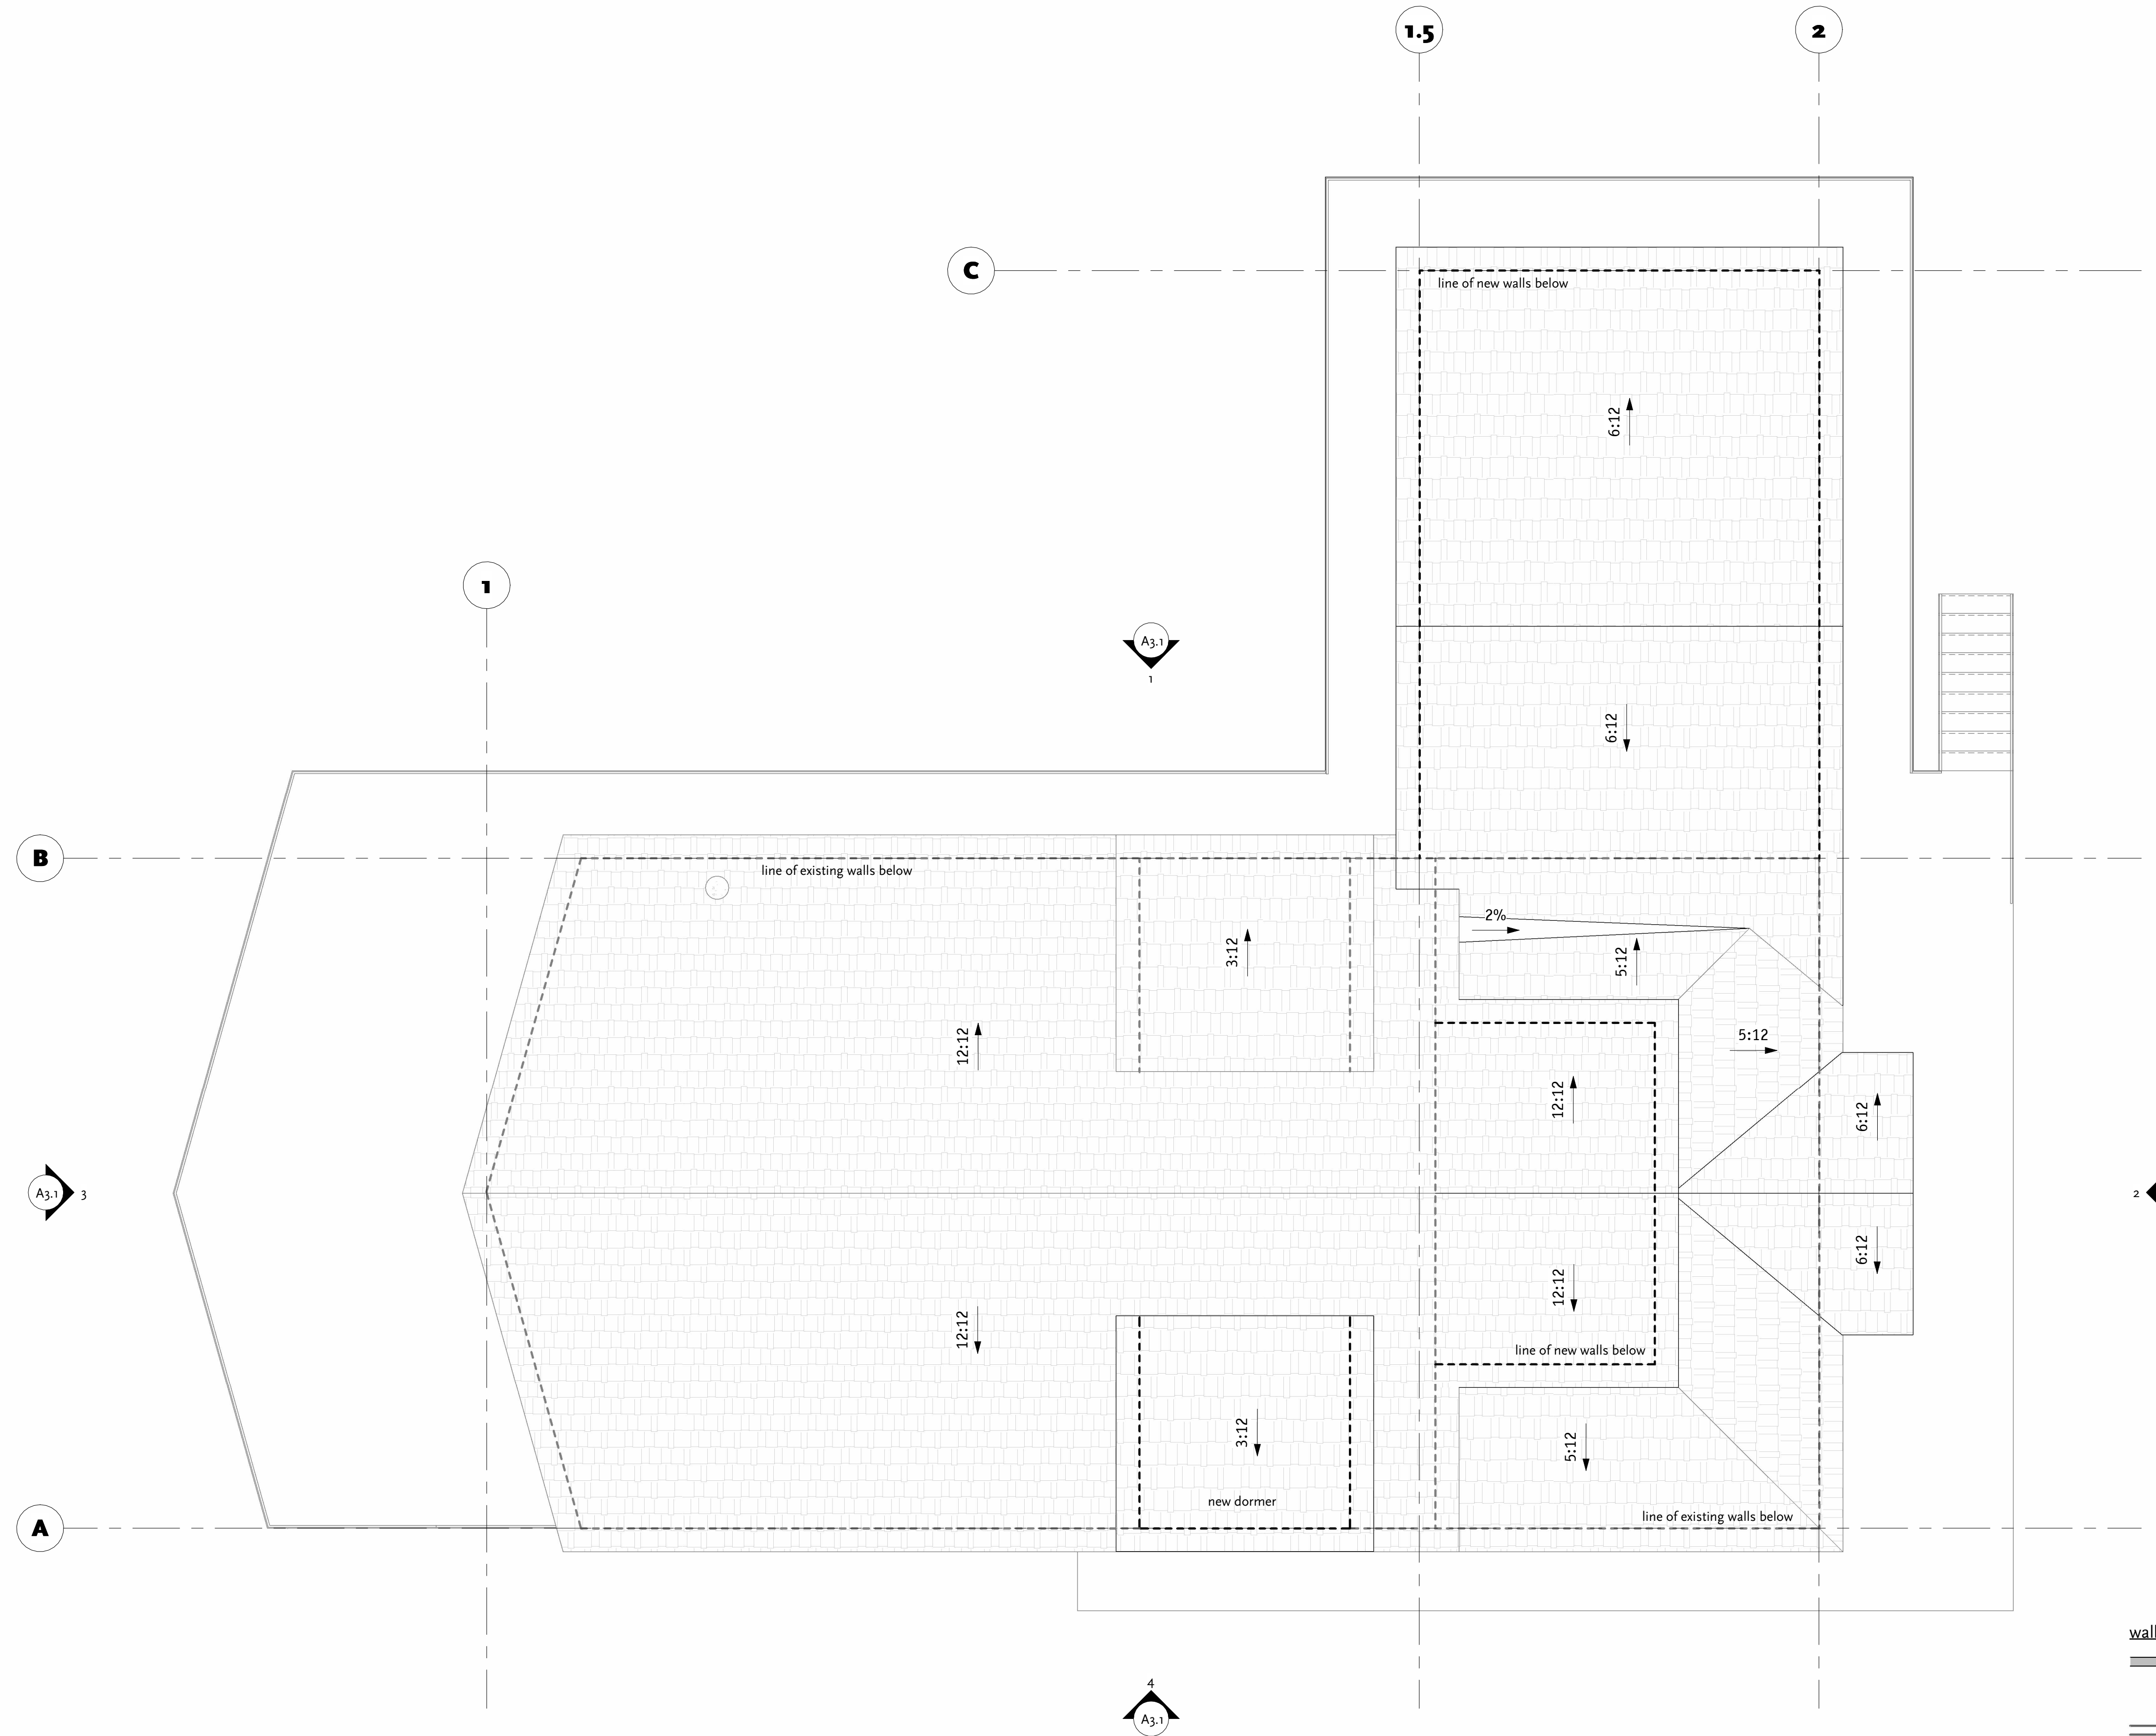 1.5
2
C
line of new walls below
6:12
1
A3.1
1
6:12
B
line of existing walls below
2%
3:12
5:12
12:12
5:12
12:12
6:12
A3.1
3
2
6:12
12:12
12:12
line of new walls below
3:12
5:12
new dormer
line of existing walls below
A
wall
4
A3.1